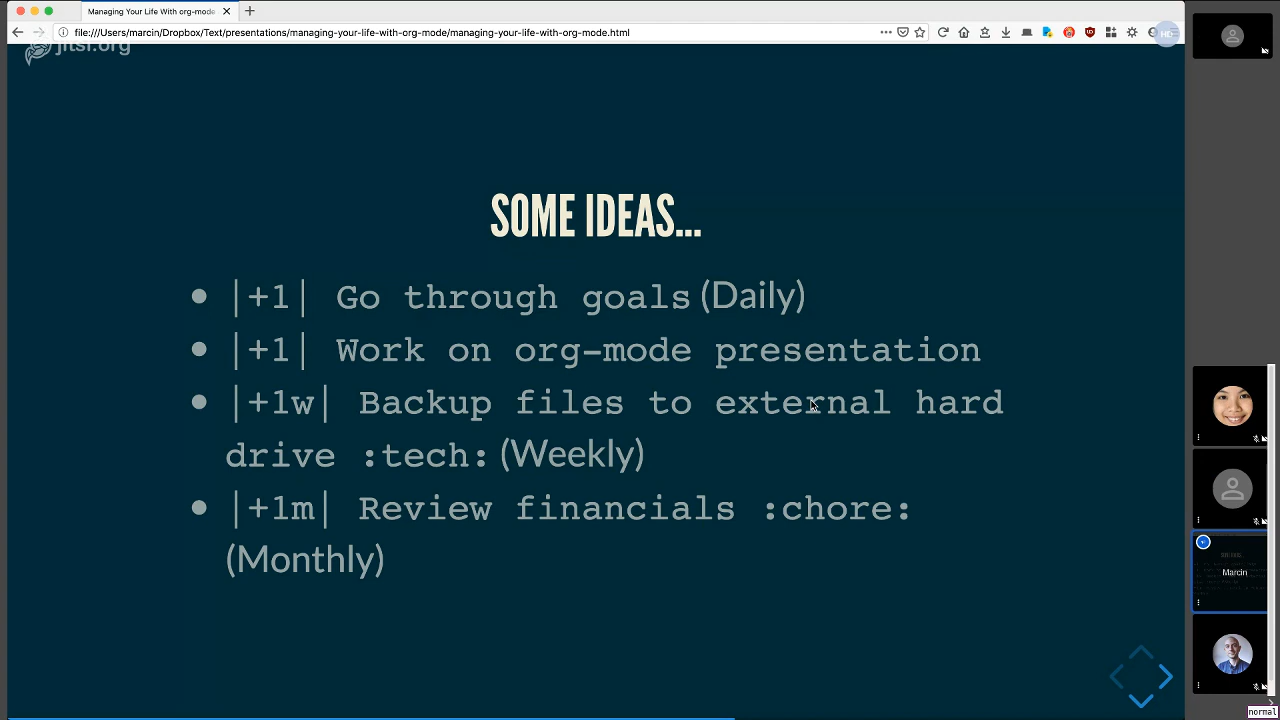 Managing Your Life With org-mode
file:///Users/marcin/Dropbox/Text/presentations/managing-your-life-with-org-mode/managing-your-life-with-org-mode.html
HD
jitsi.org
SOME IDEAS...
|+1| Go through goals (Daily)
|+1| Work on org-mode presentation
|+1w| Backup files to external hard
drive :tech: (Weekly)
|+1m| Review financials :chore:
(Monthly)
Marcin
normal